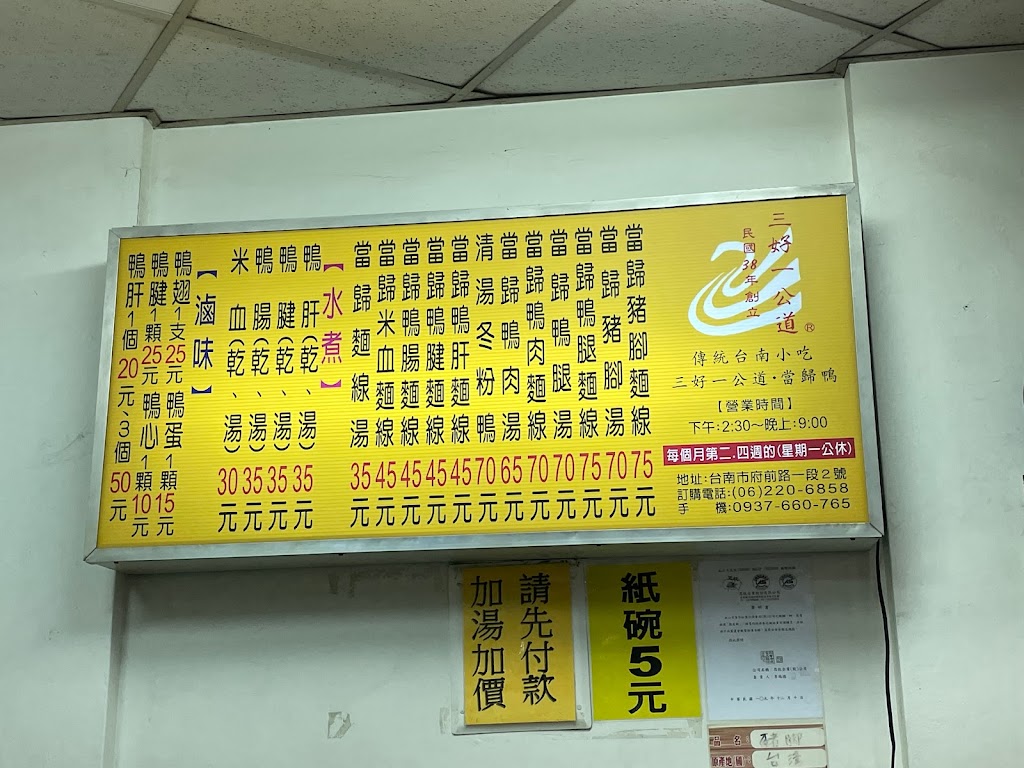 三好一公道®
民國38年創立
傳統台南小吃
三好一公道・當歸鴨
【營業時間】
下午:2:30～晚上:9:00
每個月第二.四週的(星期一公休)
地址:台南市府前路一段2號
訂購電話:(06)220-6858
手　機:0937-660-765
當歸豬腳麵線 75元
當歸豬腳湯 70元
當歸鴨腿麵線 75元
當歸鴨腿湯 70元
當歸鴨肉麵線 70元
當歸鴨肉湯 65元
清湯冬粉鴨 70元
當歸鴨肝麵線 45元
當歸鴨腱麵線 45元
當歸鴨腸麵線 45元
當歸米血麵線 45元
當歸麵線湯 35元
【水煮】
鴨肝(乾、湯) 35元
鴨腱(乾、湯) 35元
鴨腸(乾、湯) 35元
米血(乾、湯) 30元
【滷味】
鴨翅1支25元 鴨蛋1顆15元
鴨腱1顆25元 鴨心1顆10元
鴨肝1個20元、3個50元
請先付款
加湯加價
紙碗5元
品名 豬腳
原產地國 台灣